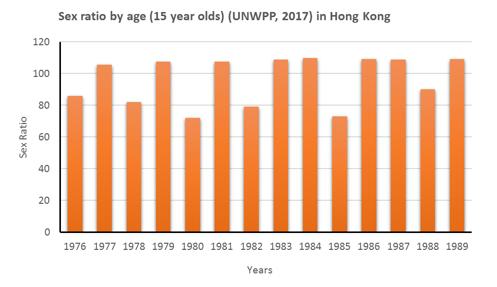 Sex ratio by age (15 year olds) (UNWPP, 2017) in Hong Kong
120
100
80
60
40
20
0
Sex Ratio
1976 1977 1978 1979 1980 1981 1982 1983 1984 1985 1986 1987 1988 1989
Years